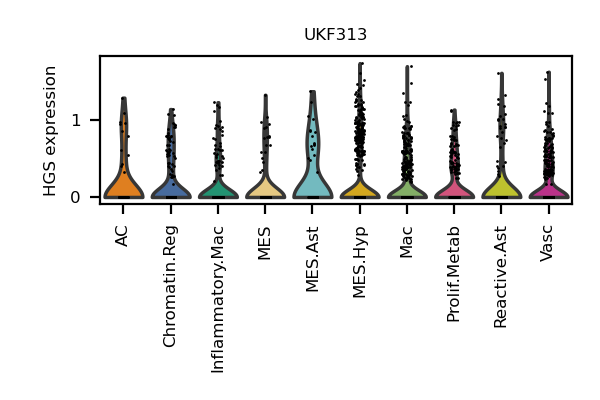 UKF313
HGS expression
1
0
AC
Chromatin.Reg
Inflammatory.Mac
MES
MES.Ast
MES.Hyp
Mac
Prolif.Metab
Reactive.Ast
Vasc